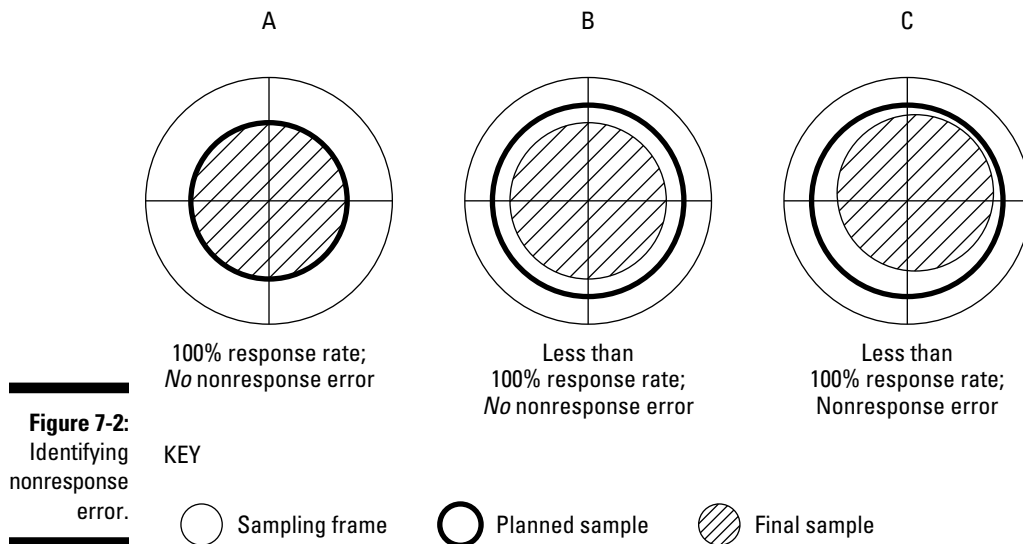 A
B
C
100% response rate;
No nonresponse error
Less than
100% response rate;
No nonresponse error
Less than
100% response rate;
Nonresponse error
Figure 7-2:
Identifying
nonresponse
error.
KEY
Sampling frame
Planned sample
Final sample